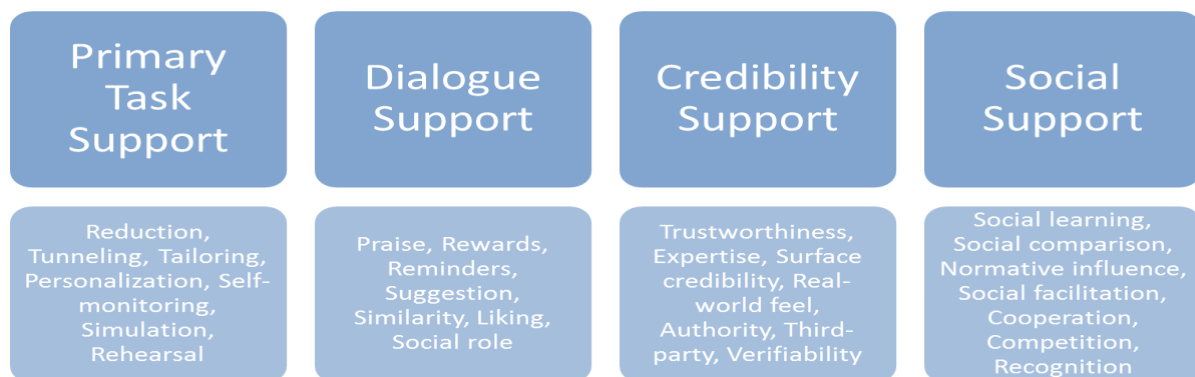 Primary
Task
Support
Reduction,
Tunneling, Tailoring,
Personalization, Self-
monitoring,
Simulation,
Rehearsal
Dialogue
Support
Praise, Rewards,
Reminders,
Suggestion,
Similarity, Liking,
Social role
Credibility
Support
Trustworthiness,
Expertise, Surface
credibility, Real-
world feel,
Authority, Third-
party, Verifiability
Social
Support
Social learning,
Social comparison,
Normative influence,
Social facilitation,
Cooperation,
Competition,
Recognition